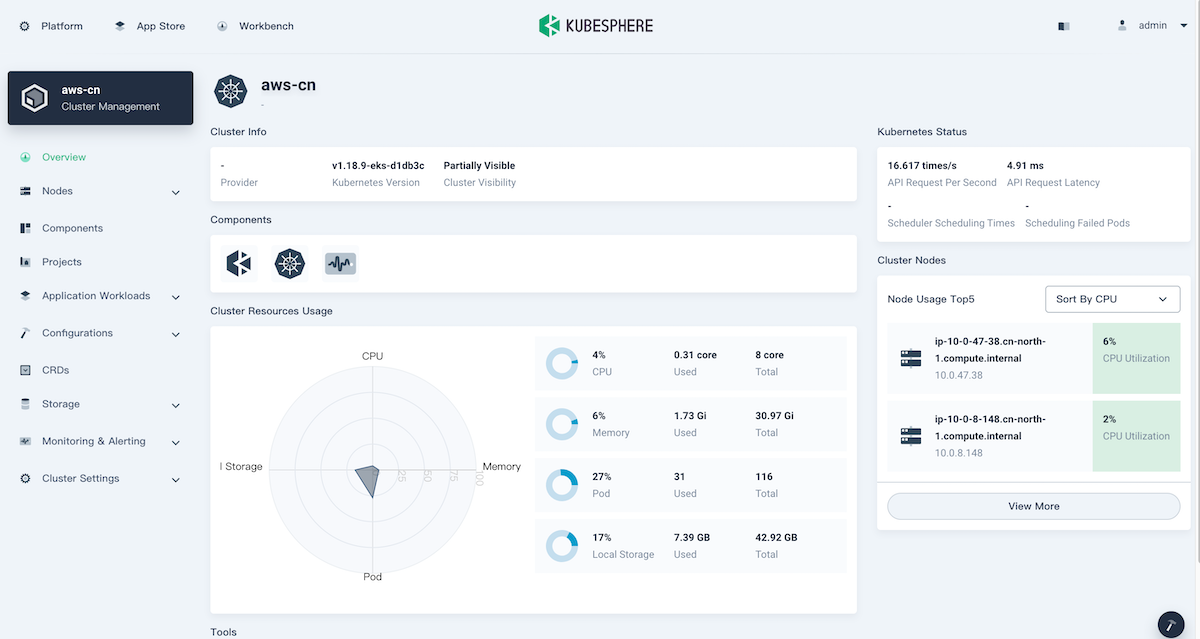 Platform
App Store
Workbench
KUBESPHERE
admin
aws-cn
Cluster Management
Overview
Nodes
Components
Projects
Application Workloads
Configurations
CRDs
Storage
Monitoring & Alerting
Cluster Settings
aws-cn
-
Cluster Info
- v1.18.9-eks-d1db3c Partially Visible
Provider Kubernetes Version Cluster Visibility
Components
Cluster Resources Usage
CPU
Memory
Pod
l Storage
25 50 75 100
4% 0.31 core 8 core
CPU Used Total
6% 1.73 Gi 30.97 Gi
Memory Used Total
27% 31 116
Pod Used Total
17% 7.39 GB 42.92 GB
Local Storage Used Total
Tools
Kubernetes Status
16.617 times/s 4.91 ms
API Request Per Second API Request Latency
- -
Scheduler Scheduling Times Scheduling Failed Pods
Cluster Nodes
Node Usage Top5
Sort By CPU
ip-10-0-47-38.cn-north-
1.compute.internal
10.0.47.38
6%
CPU Utilization
ip-10-0-8-148.cn-north-
1.compute.internal
10.0.8.148
2%
CPU Utilization
View More